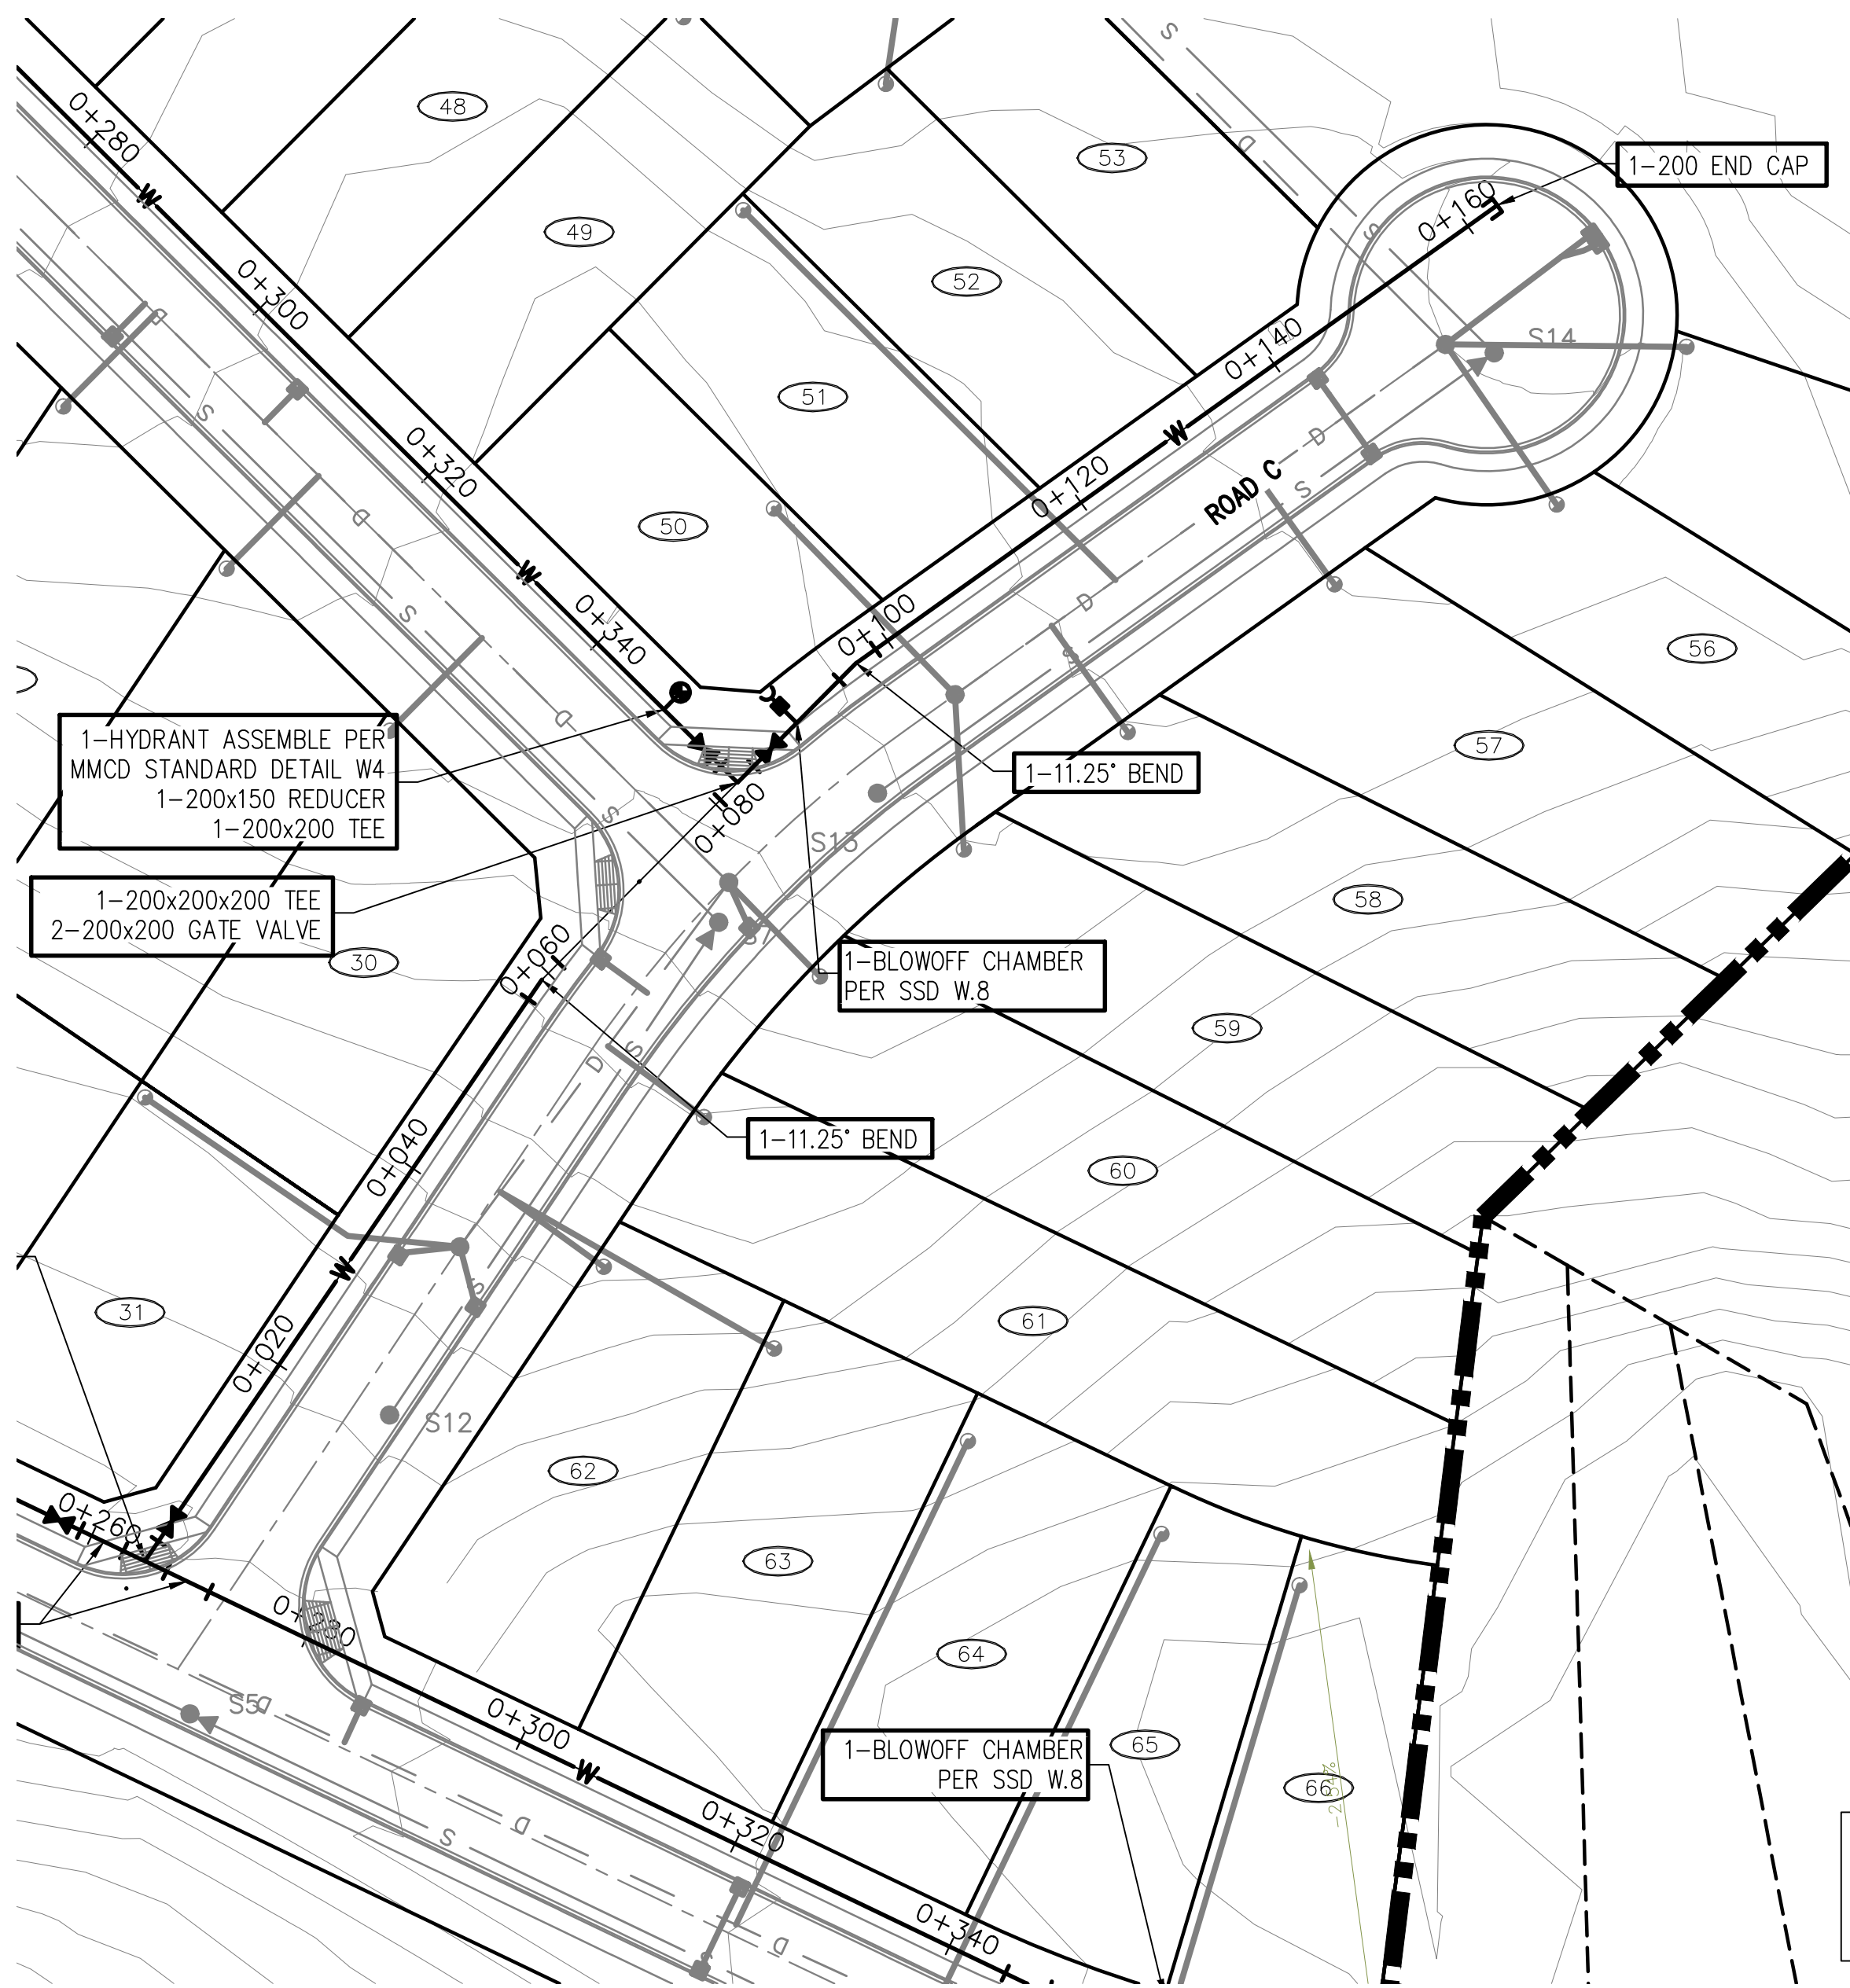 48
53
1-200 END CAP
0+280
W
S
D
0+160
49
S
52
0+300
D
S14
0+140
51
S
0+320
W
D
ROAD C
S
0+120
50
D
W
S
0+340
0+100
D
S
56
1-HYDRANT ASSEMBLE PER
MMCD STANDARD DETAIL W4
1-200x150 REDUCER
1-200x200 TEE
D
57
1-11.25° BEND
0+080
S
S13
1-200x200x200 TEE
2-200x200 GATE VALVE
58
30
0+060
1-BLOWOFF CHAMBER
PER SSD W.8
59
D
S
0+040
1-11.25° BEND
60
W
S
31
61
0+020
S12
62
0+260
63
0+280
64
S5
D
0+300
W
1-BLOWOFF CHAMBER
PER SSD W.8
65
66
S
D
0+320
0+340
D
S